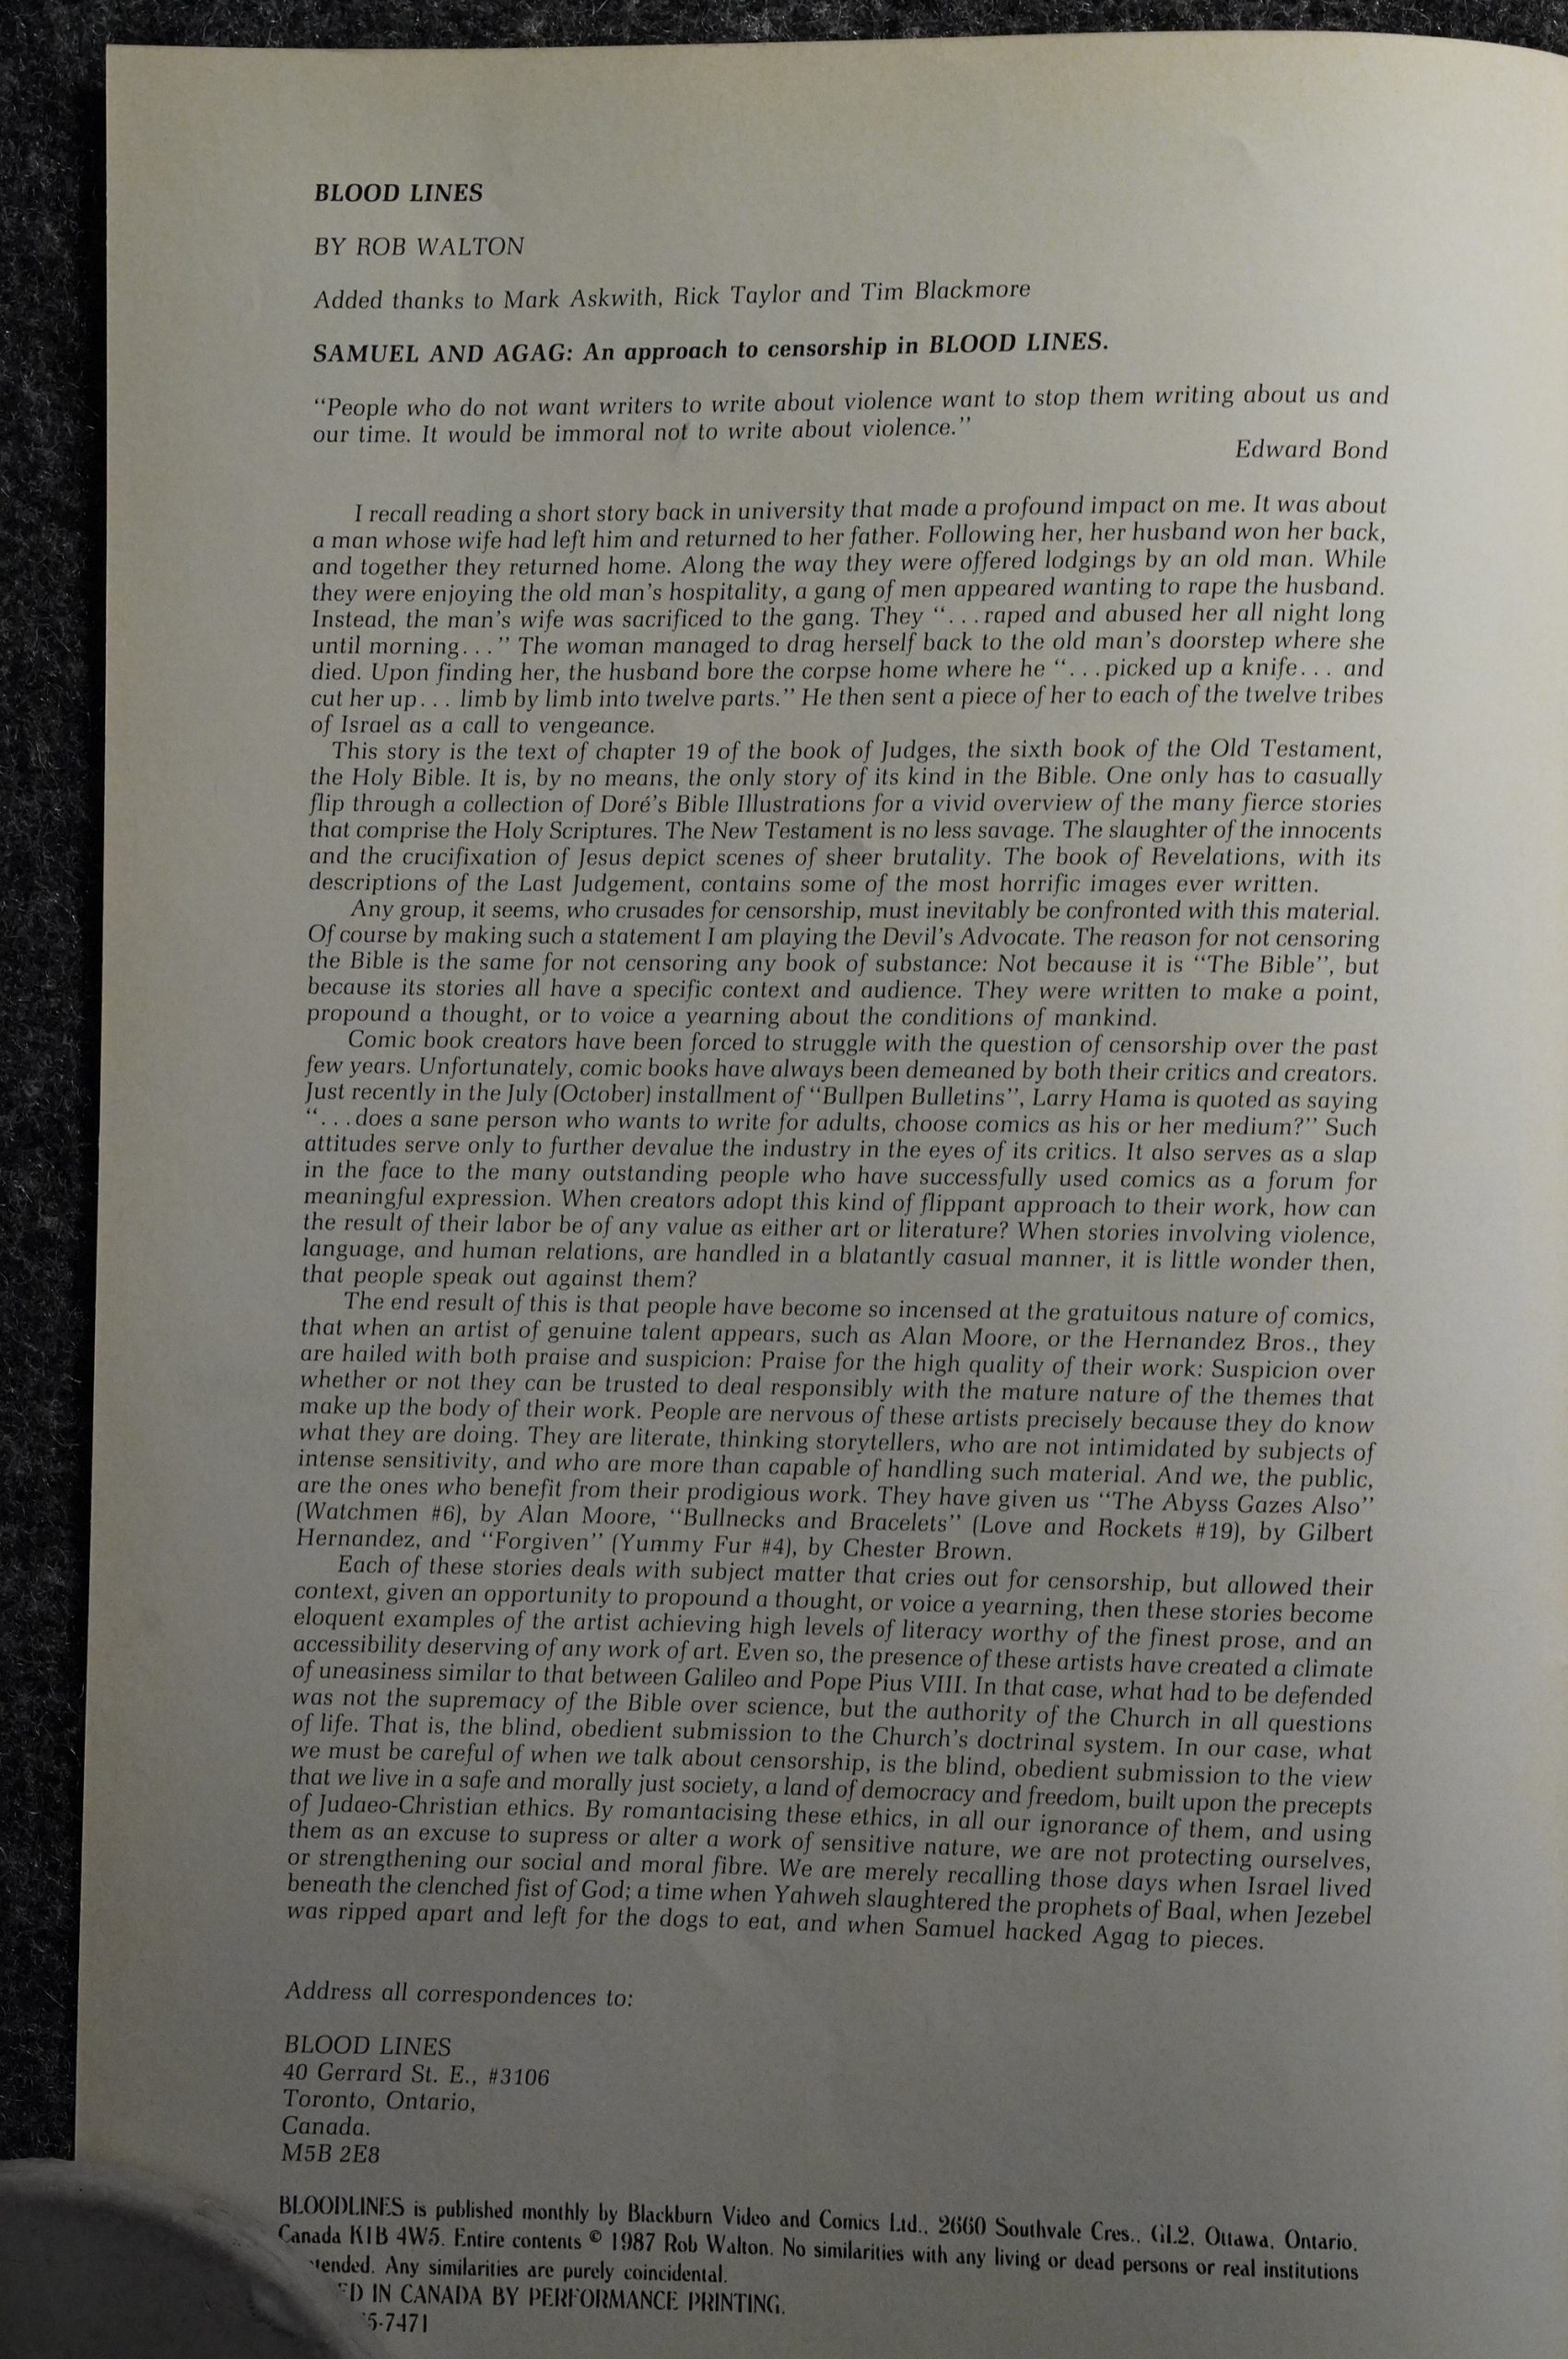 BLOOD LINES
BY ROB WALTON
Added thanks to Mark Askwith, Rick Taylor and Tim Blackmore
SAMUEL AND AGAG: An approach to censorship in BLOOD LINES.
"People who do not want writers to write about violence want to stop them writing about us and
our time. It would be immoral not to write about violence."
Edward Bond
I recall reading a short story back in university that made a profound impact on me. It was about
a man whose wife had left him and returned to her father. Following her, her husband won her back,
and together they returned home. Along the way they were offered lodgings by an old man. While
they were enjoying the old man's hospitality, a gang of men appeared wanting to rape the husband.
Instead, the man's wife was sacrificed to the gang. They "...raped and abused her all night long
until morning..." The woman managed to drag herself back to the old man's doorstep where she
died. Upon finding her, the husband bore the corpse home where he "...picked up a knife... and
cut her up... limb by limb into twelve parts." He then sent a piece of her to each of the twelve tribes
of Israel as a call to vengeance.
This story is the text of chapter 19 of the book of Judges, the sixth book of the Old Testament,
the Holy Bible. It is, by no means, the only story of its kind in the Bible. One only has to casually
flip through a collection of Doré's Bible Illustrations for a vivid overview of the many fierce stories
that comprise the Holy Scriptures. The New Testament is no less savage. The slaughter of the innocents
and the crucifixation of Jesus depict scenes of sheer brutality. The book of Revelations, with its
descriptions of the Last Judgement, contains some of the most horrific images ever written.
Any group, it seems, who crusades for censorship, must inevitably be confronted with this material.
Of course by making such a statement I am playing the Devil's Advocate. The reason for not censoring
the Bible is the same for not censoring any book of substance: Not because it is "The Bible", but
because its stories all have a specific context and audience. They were written to make a point,
propound a thought, or to voice a yearning about the conditions of mankind.
Comic book creators have been forced to struggle with the question of censorship over the past
few years. Unfortunately, comic books have always been demeaned by both their critics and creators.
Just recently in the July (October) installment of "Bullpen Bulletins", Larry Hama is quoted as saying
"...does a sane person who wants to write for adults, choose comics as his or her medium?" Such
attitudes serve only to further devalue the industry in the eyes of its critics. It also serves as a slap
in the face to the many outstanding people who have successfully used comics as a forum for
meaningful expression. When creators adopt this kind of flippant approach to their work, how can
the result of their labor be of any value as either art or literature? When stories involving violence,
language, and human relations, are handled in a blatantly casual manner, it is little wonder then,
that people speak out against them?
The end result of this is that people have become so incensed at the gratuitous nature of comics,
that when an artist of genuine talent appears, such as Alan Moore, or the Hernandez Bros., they
are hailed with both praise and suspicion: Praise for the high quality of their work: Suspicion over
whether or not they can be trusted to deal responsibly with the mature nature of the themes that
make up the body of their work. People are nervous of these artists precisely because they do know
what they are doing. They are literate, thinking storytellers, who are not intimidated by subjects of
intense sensitivity, and who are more than capable of handling such material. And we, the public,
are the ones who benefit from their prodigious work. They have given us "The Abyss Gazes Also"
(Watchmen #6), by Alan Moore, "Bullnecks and Bracelets" (Love and Rockets #19), by Gilbert
Hernandez, and "Forgiven" (Yummy Fur #4), by Chester Brown.
Each of these stories deals with subject matter that cries out for censorship, but allowed their
context, given an opportunity to propound a thought, or voice a yearning, then these stories become
eloquent examples of the artist achieving high levels of literacy worthy of the finest prose, and an
accessibility deserving of any work of art. Even so, the presence of these artists have created a climate
of uneasiness similar to that between Galileo and Pope Pius VIII. In that case, what had to be defended
was not the supremacy of the Bible over science, but the authority of the Church in all questions
of life. That is, the blind, obedient submission to the Church's doctrinal system. In our case, what
we must be careful of when we talk about censorship, is the blind, obedient submission to the view
that we live in a safe and morally just society, a land of democracy and freedom, built upon the precepts
of Judaeo-Christian ethics. By romantacising these ethics, in all our ignorance of them, and using
them as an excuse to supress or alter a work of sensitive nature, we are not protecting ourselves,
or strengthening our social and moral fibre. We are merely recalling those days when Israel lived
beneath the clenched fist of God; a time when Yahweh slaughtered the prophets of Baal, when Jezebel
was ripped apart and left for the dogs to eat, and when Samuel hacked Agag to pieces.
Address all correspondences to:
BLOOD LINES
40 Gerrard St. E., #3106
Toronto, Ontario,
Canada.
M5B 2E8
BLOODLINES is published monthly by Blackburn Video and Comics Ltd., 2660 Southvale Cres., GL2, Ottawa, Ontario,
Canada K1B 4W5. Entire contents © 1987 Rob Walton. No similarities with any living or dead persons or real institutions
tended. Any similarities are purely coincidental.
ED IN CANADA BY PERFORMANCE PRINTING.
5-7471